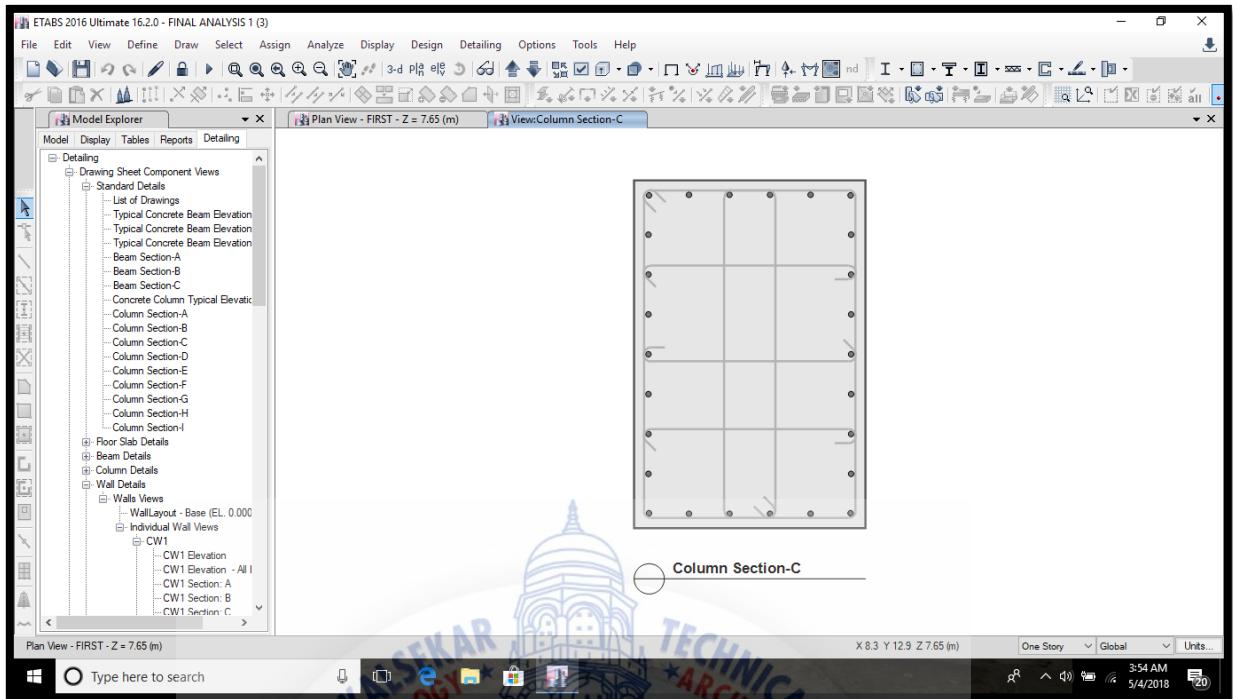 ETABS 2016 Ultimate 16.2.0 - FINAL ANALYSIS 1 (3)
File Edit View Define Draw Select Assign Analyze Display Design Detailing Options Tools Help
3-d
nd
all
Model Explorer
Plan View - FIRST - Z = 7.65 (m)
View:Column Section-C
Model Display Tables Reports Detailing
Detailing
Drawing Sheet Component Views
Standard Details
List of Drawings
Typical Concrete Beam Elevation
Typical Concrete Beam Elevation
Typical Concrete Beam Elevation
Beam Section-A
Beam Section-B
Beam Section-C
Concrete Column Typical Elevatic
Column Section-A
Column Section-B
Column Section-C
Column Section-D
Column Section-E
Column Section-F
Column Section-G
Column Section-H
Column Section-I
Floor Slab Details
Beam Details
Column Details
Wall Details
Walls Views
WallLayout - Base (EL. 0.000
Individual Wall Views
CW1
CW1 Elevation
CW1 Elevation - All l
CW1 Section: A
CW1 Section: B
CW1 Section: C
Column Section-C
Plan View - FIRST - Z = 7.65 (m)
X 8.3 Y 12.9 Z 7.65 (m)
One Story
Global
Units...
Type here to search
3:54 AM
5/4/2018
20